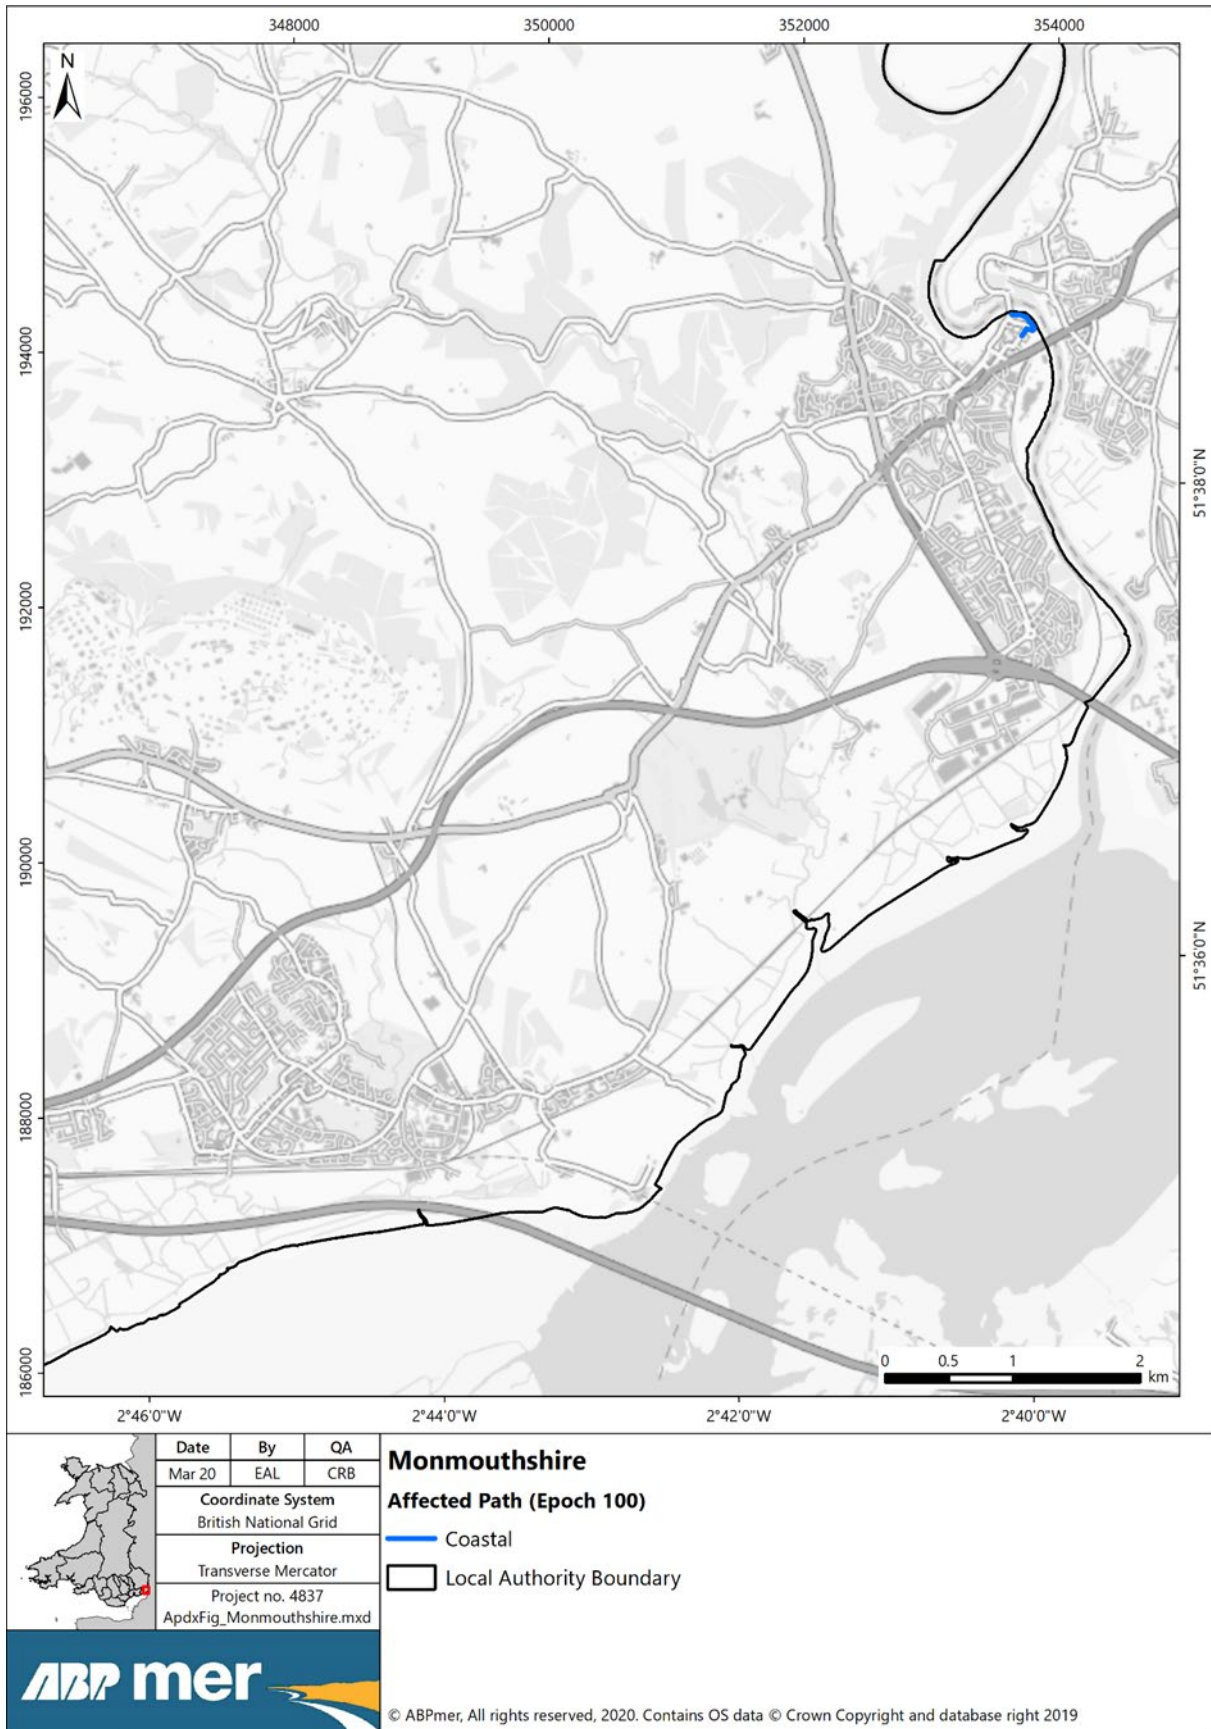 348000 350000 352000 354000
N
196000
194000
192000
190000
188000
186000
51°38'0"N
51°36'0"N
0 0.5 1 2
km
2°46'0"W 2°44'0"W 2°42'0"W 2°40'0"W
Date By QA
Mar 20 EAL CRB
Coordinate System
British National Grid
Projection
Transverse Mercator
Project no. 4837
ApdxFig_Monmouthshire.mxd
ABP mer
Monmouthshire
Affected Path (Epoch 100)
Coastal
Local Authority Boundary
© ABPmer, All rights reserved, 2020. Contains OS data © Crown Copyright and database right 2019